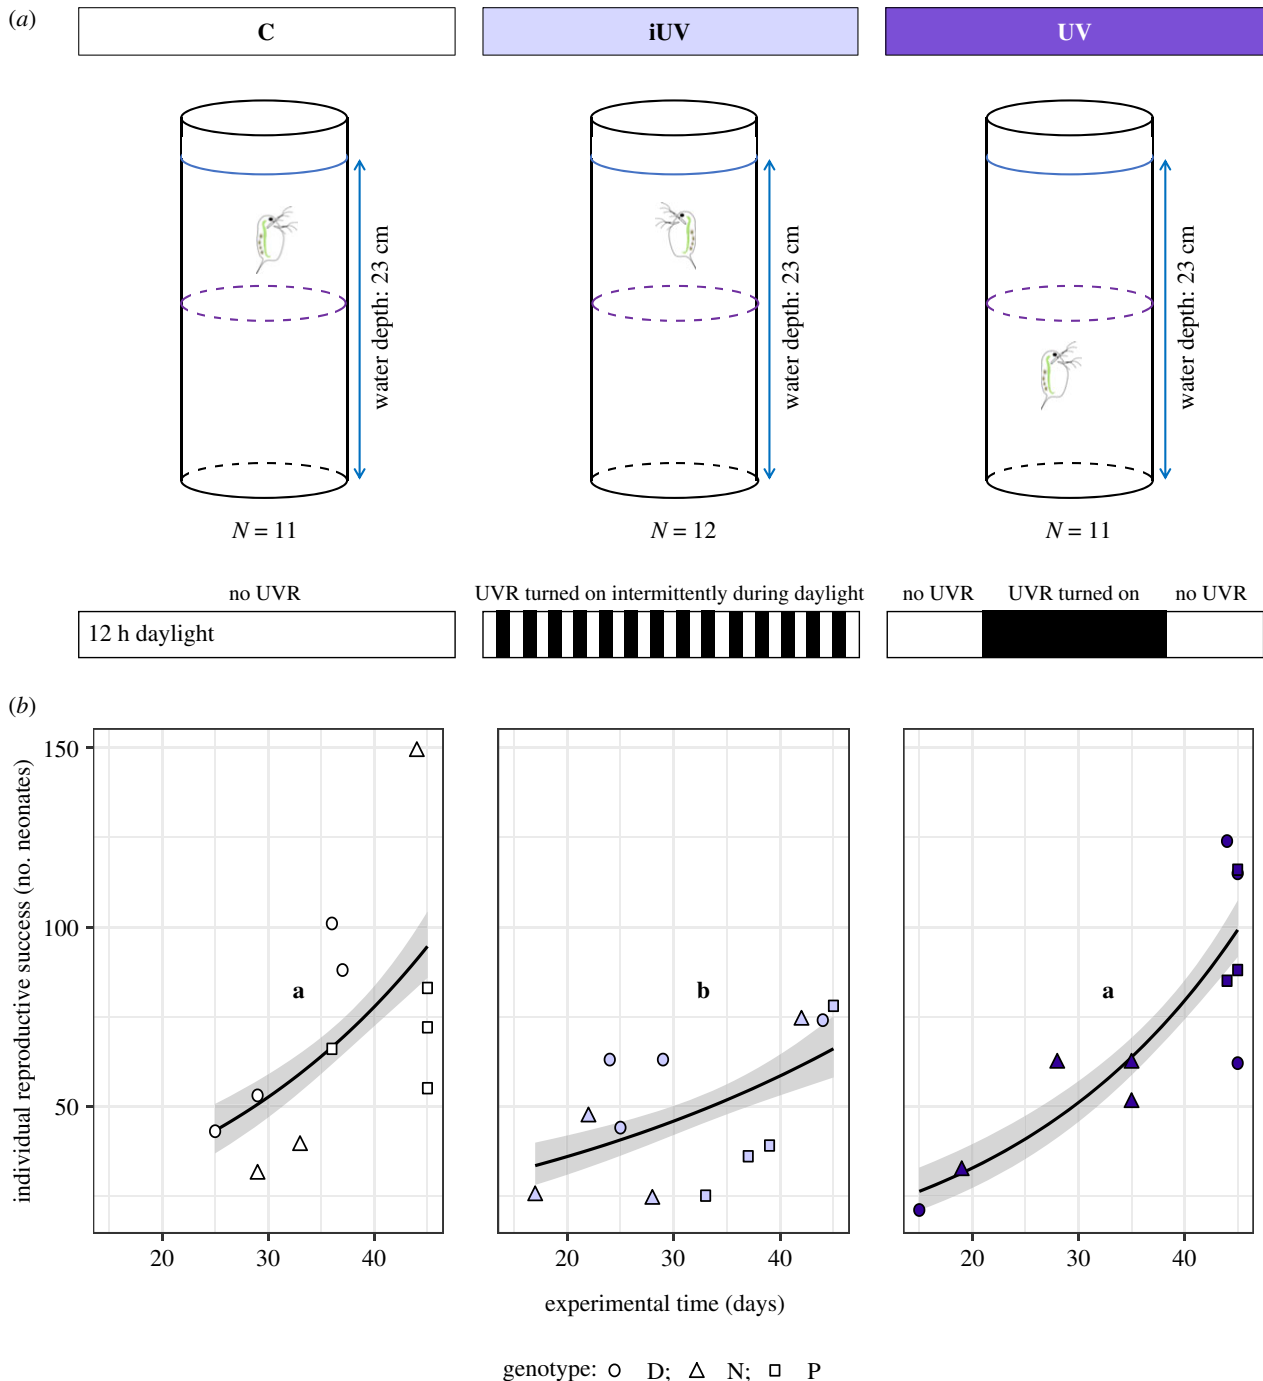 (a)
C
iUV
UV
water depth: 23 cm
water depth: 23 cm
water depth: 23 cm
N = 11
N = 12
N = 11
no UVR
UVR turned on intermittently during daylight
no UVR
UVR turned on
no UVR
12 h daylight
(b)
individual reproductive success (no. neonates)
150
100
50
a
b
a
20
30
40
20
30
40
20
30
40
experimental time (days)
genotype: D; N; P